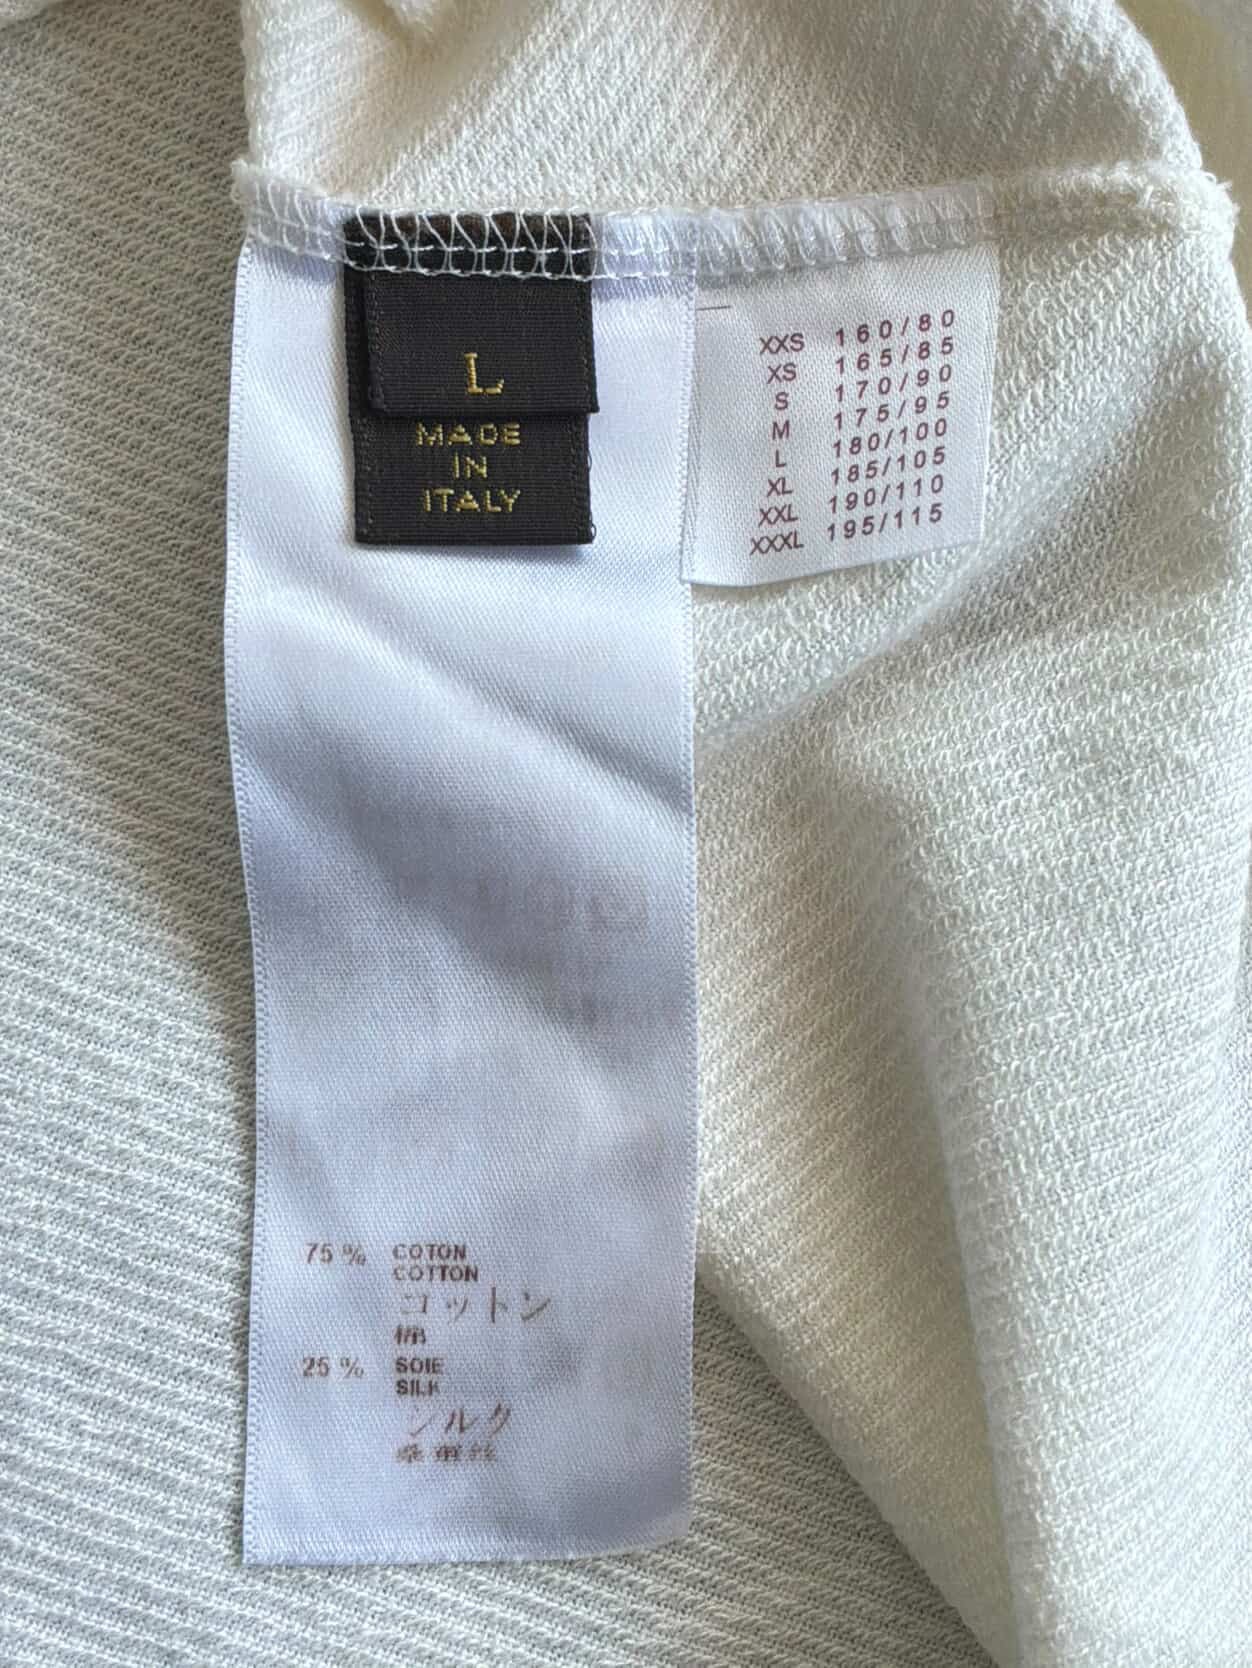 L
MADE
IN
ITALY
XXS 160/80
XS 165/85
S 170/90
M 175/95
L 180/100
XL 185/105
XXL 190/110
XXXL 195/115
75 % COTON
COTTON
コットン
棉
25 % SOIE
SILK
シルク
桑蚕丝